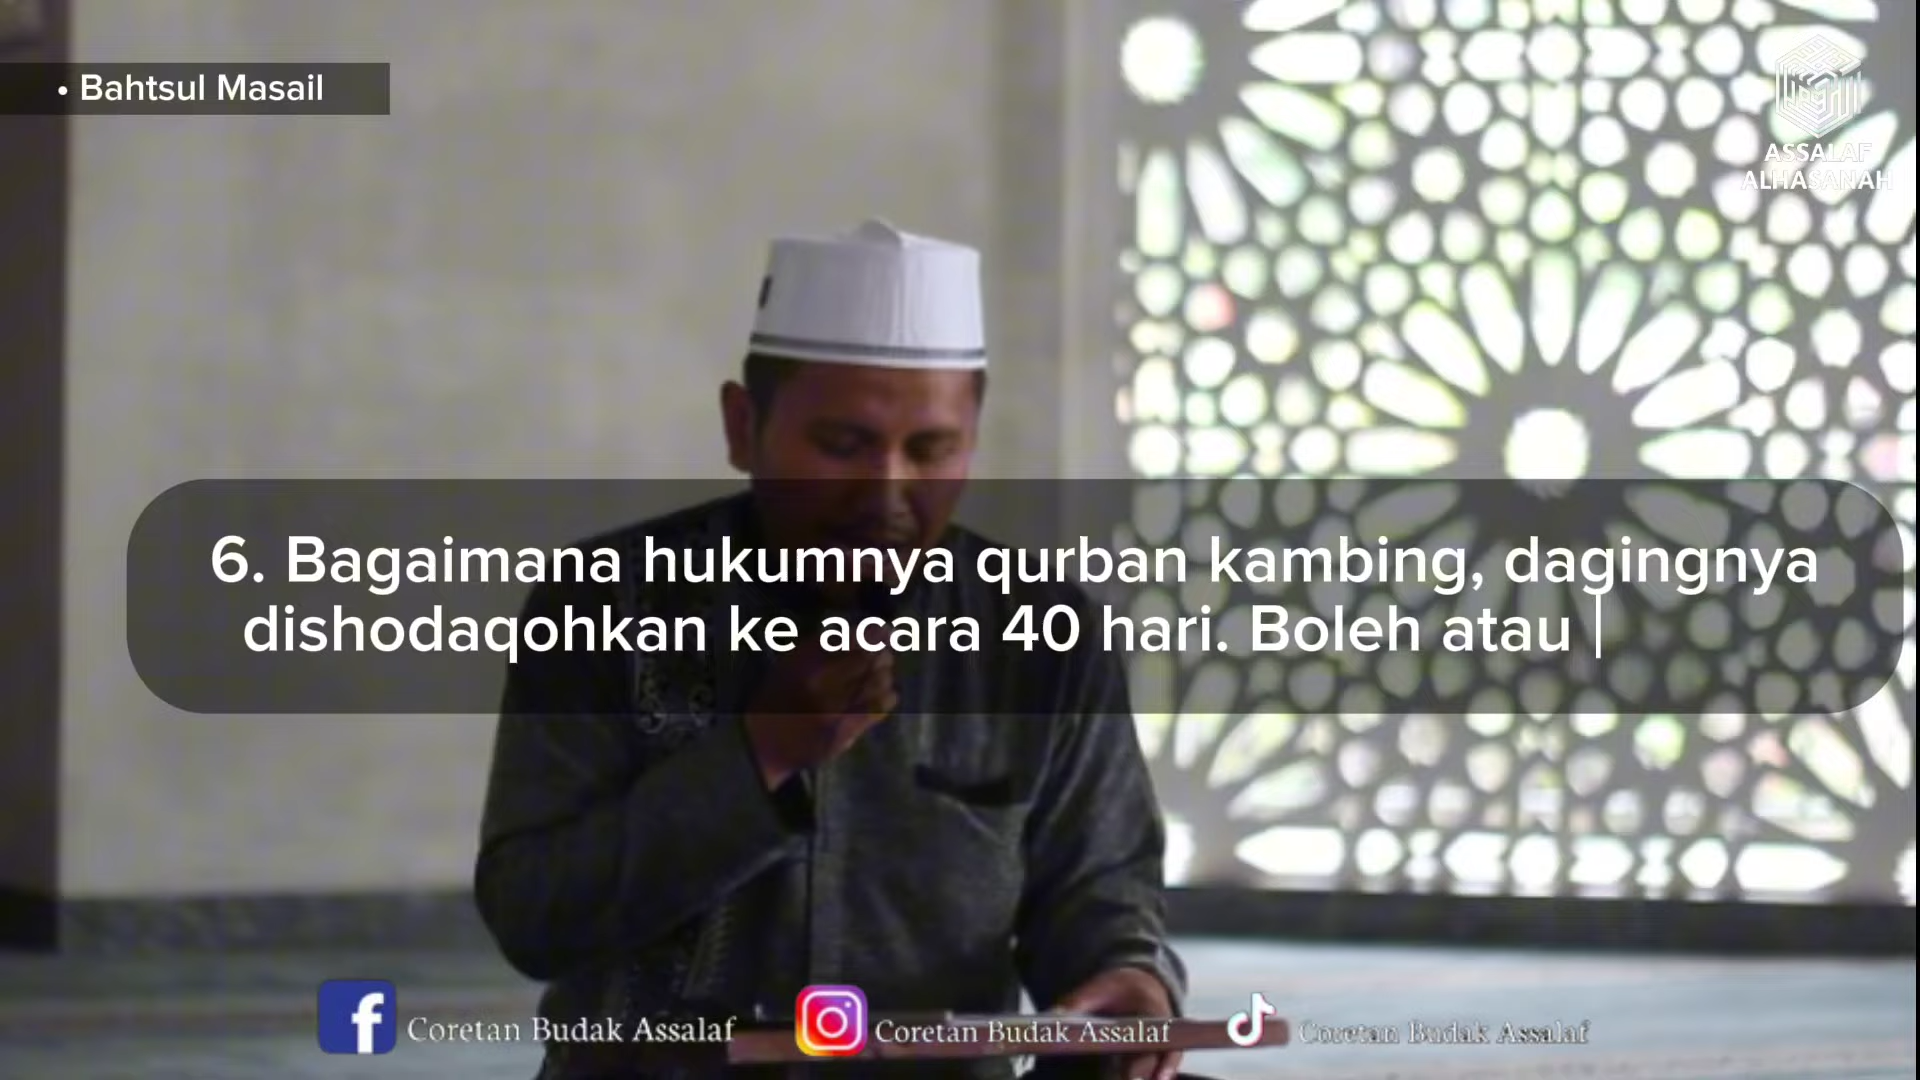 • Bahtsul Masail
ASSALAF
ALHASANAH
6. Bagaimana hukumnya qurban kambing, dagingnya
dishodaqohkan ke acara 40 hari. Boleh atau
Coretan Budak Assalaf
Coretan Budak Assalaf
Coretan Budak Assalaf